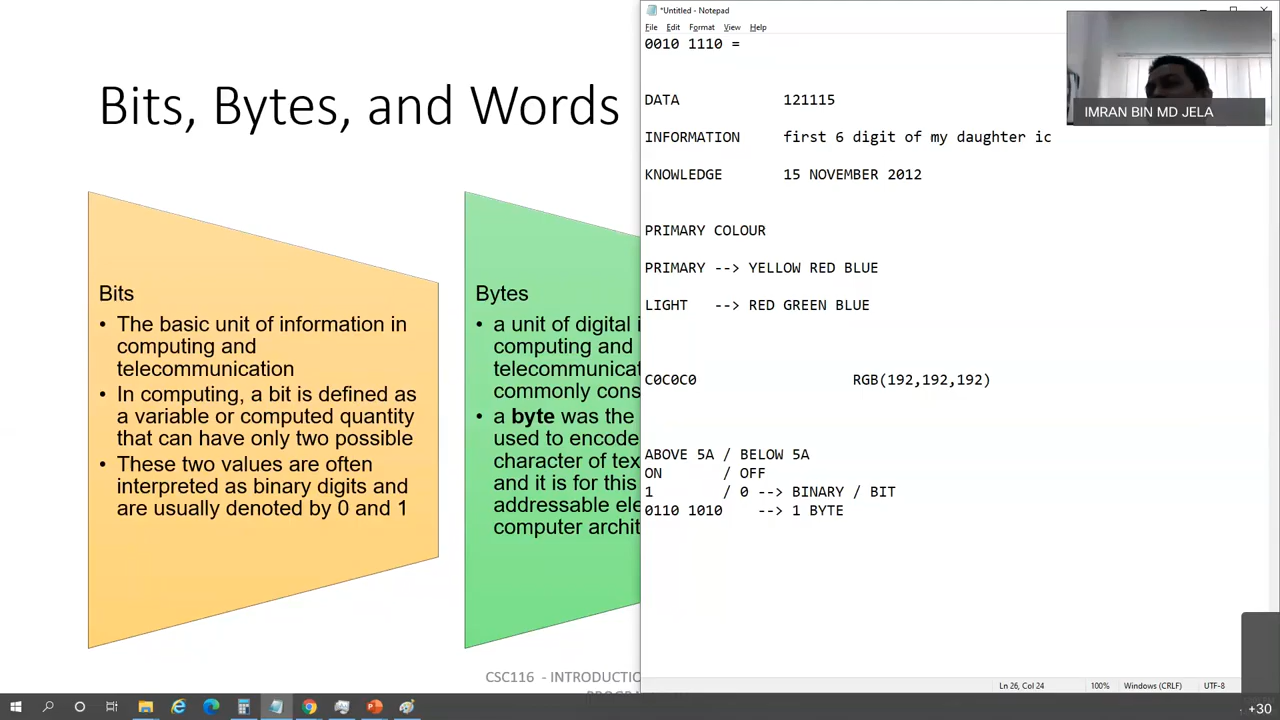 Bits, Bytes, and Words
Bits
• The basic unit of information in
computing and
telecommunication
• In computing, a bit is defined as
a variable or computed quantity
that can have only two possible
• These two values are often
interpreted as binary digits and
are usually denoted by 0 and 1
Bytes
• a unit of digital
computing and
telecommunicat
commonly cons
• a byte was the
used to encode
character of tex
and it is for this
addressable ele
computer archit
CSC116 - INTRODUCTIO
*Untitled - Notepad
File Edit Format View Help
0010 1110 =
DATA 121115
INFORMATION first 6 digit of my daughter ic
KNOWLEDGE 15 NOVEMBER 2012
PRIMARY COLOUR
PRIMARY --> YELLOW RED BLUE
LIGHT --> RED GREEN BLUE
C0C0C0 RGB(192,192,192)
ABOVE 5A / BELOW 5A
ON / OFF
1 / 0 --> BINARY / BIT
0110 1010 --> 1 BYTE
Ln 26, Col 24 100% Windows (CRLF) UTF-8
IMRAN BIN MD JELA
+30